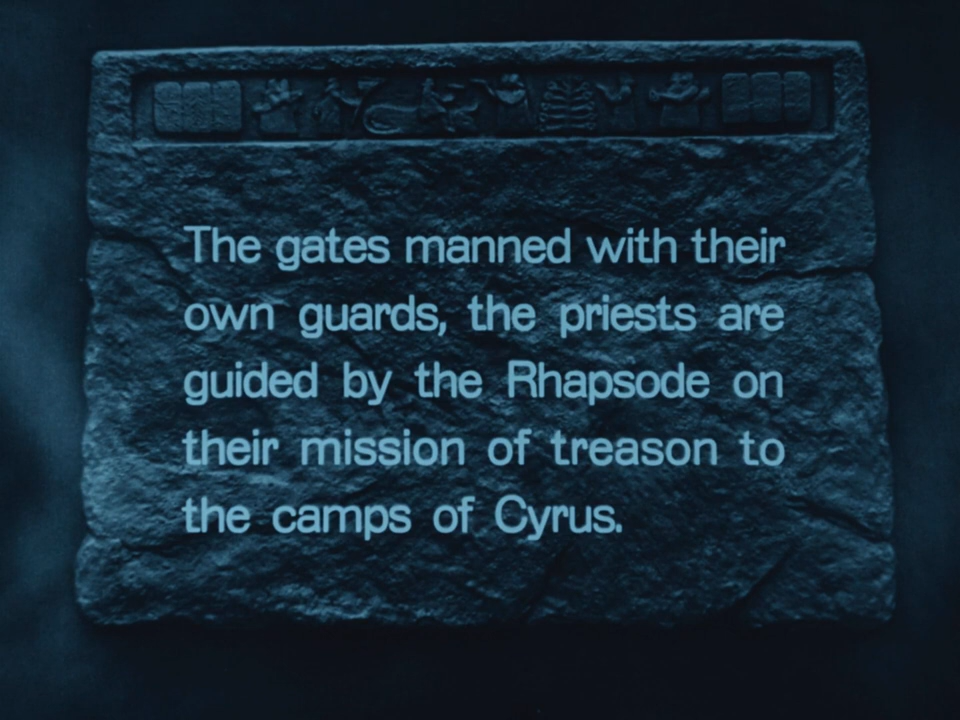 The gates manned with their
own guards, the priests are
guided by the Rhapsode on
their mission of treason to
the camps of Cyrus.